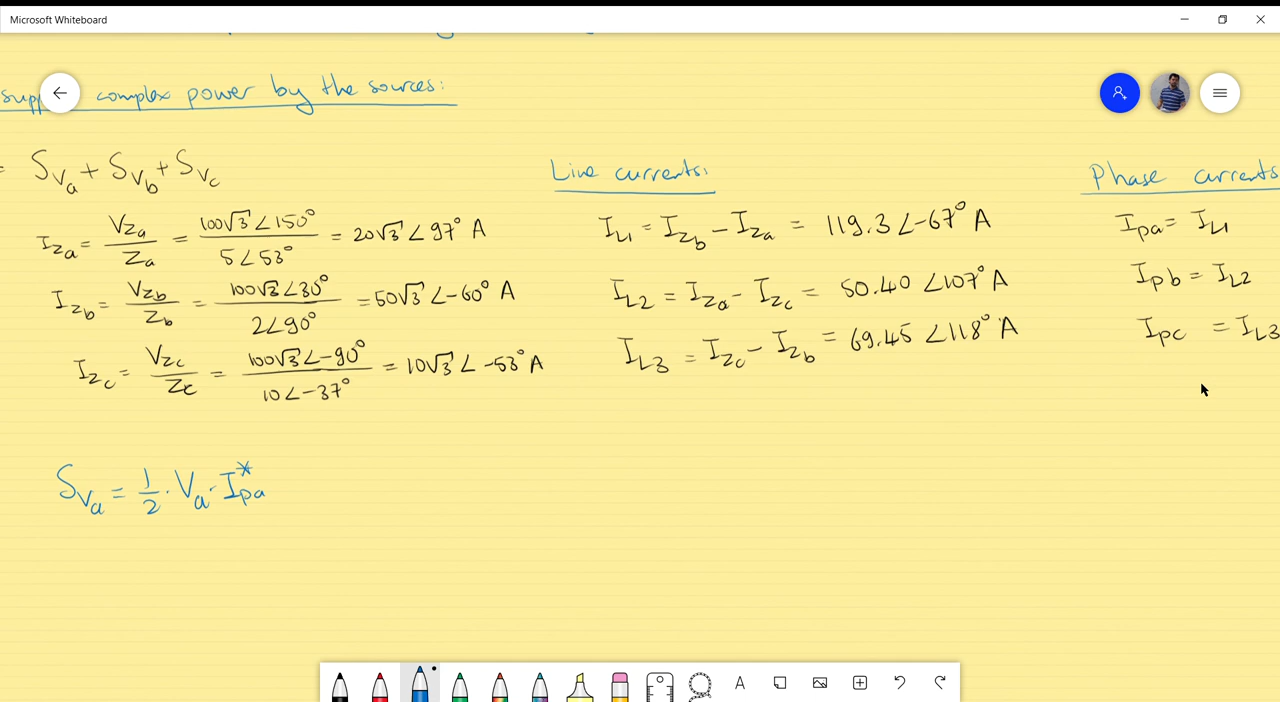 Microsoft Whiteboard
complex power by the sources:
= S_Va + S_Vb + S_Vc
I_Za = V_Za / Z_a = 100√3∠150° / 5∠53° = 20√3∠97° A
I_Zb = V_Zb / Z_b = 100√3∠30° / 2∠90° = 50√3∠-60° A
I_Zc = V_Zc / Z_c = 100√3∠-90° / 10∠-37° = 10√3∠-53° A
S_Va = 1/2 · V_a · I_pa*
Line currents:
I_L1 = I_Zb - I_Za = 119.3∠-67° A
I_L2 = I_Za - I_Zc = 50.40∠107° A
I_L3 = I_Zc - I_Zb = 69.45∠118° A
Phase currents
I_pa = I_L1
I_pb = I_L2
I_pc = I_L3
A